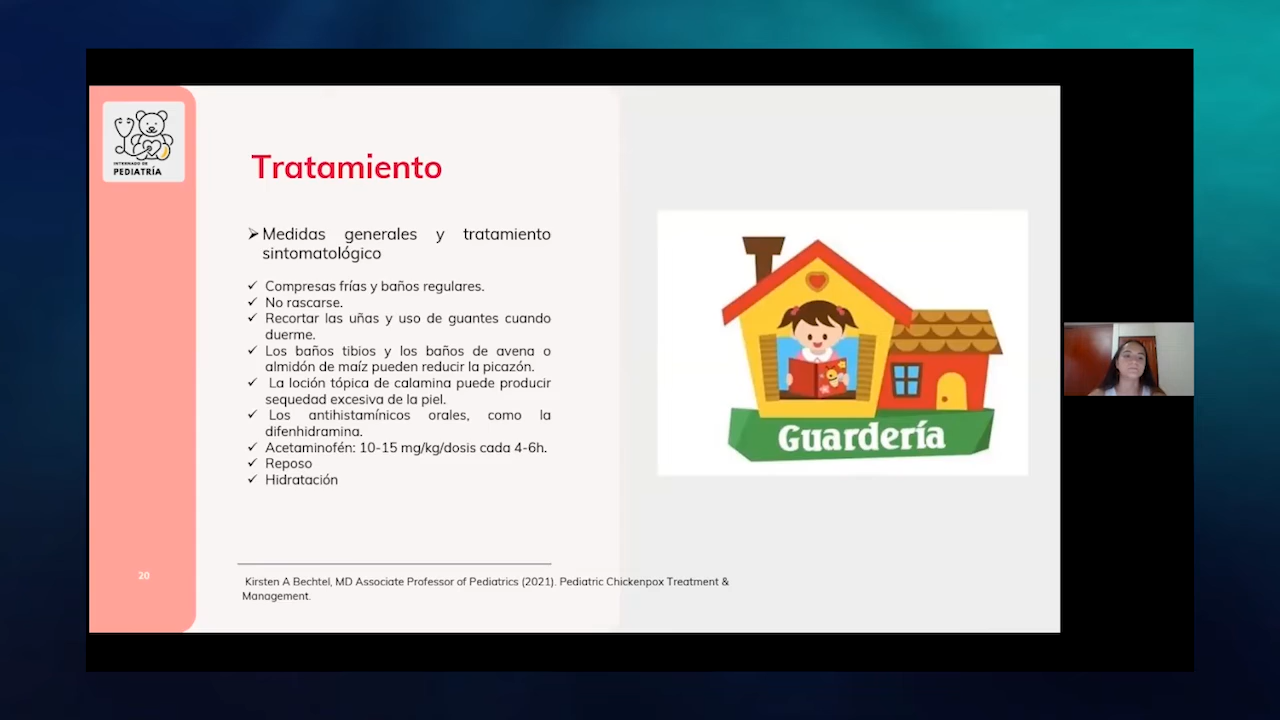 INTERNADO DE
PEDIATRÍA
Tratamiento
Medidas generales y tratamiento
sintomatológico
Compresas frías y baños regulares.
No rascarse.
Recortar las uñas y uso de guantes cuando
duerme.
Los baños tibios y los baños de avena o
almidón de maíz pueden reducir la picazón.
La loción tópica de calamina puede producir
sequedad excesiva de la piel.
Los antihistamínicos orales, como la
difenhidramina.
Acetaminofén: 10-15 mg/kg/dosis cada 4-6h.
Reposo
Hidratación
Guardería
20
Kirsten A Bechtel, MD Associate Professor of Pediatrics (2021). Pediatric Chickenpox Treatment &
Management.